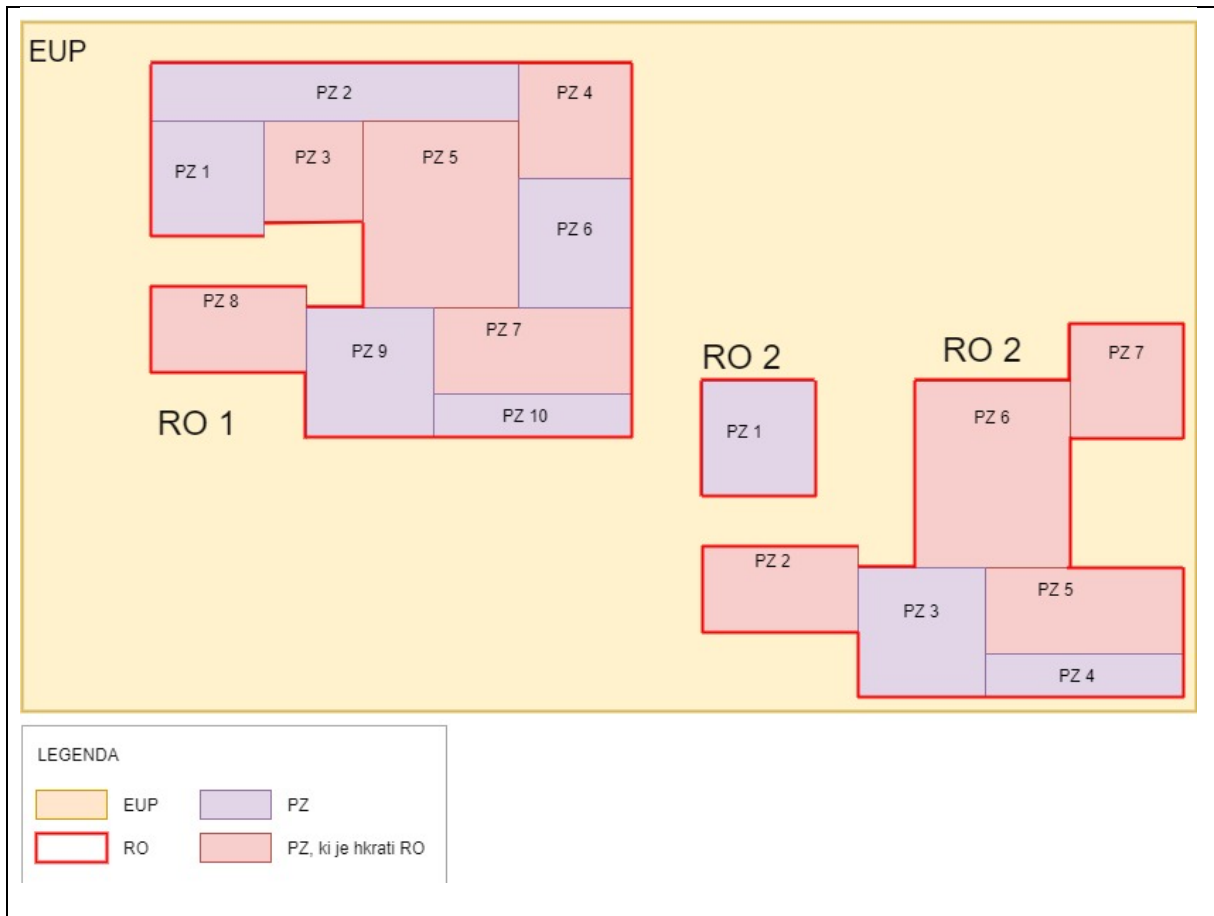 EUP
PZ 2
PZ 4
PZ 1
PZ 3
PZ 5
PZ 6
PZ 8
PZ 7
PZ 9
PZ 10
RO 1
RO 2
RO 2
PZ 7
PZ 1
PZ 6
PZ 2
PZ 3
PZ 5
PZ 4
LEGENDA
EUP
PZ
RO
PZ, ki je hkrati RO